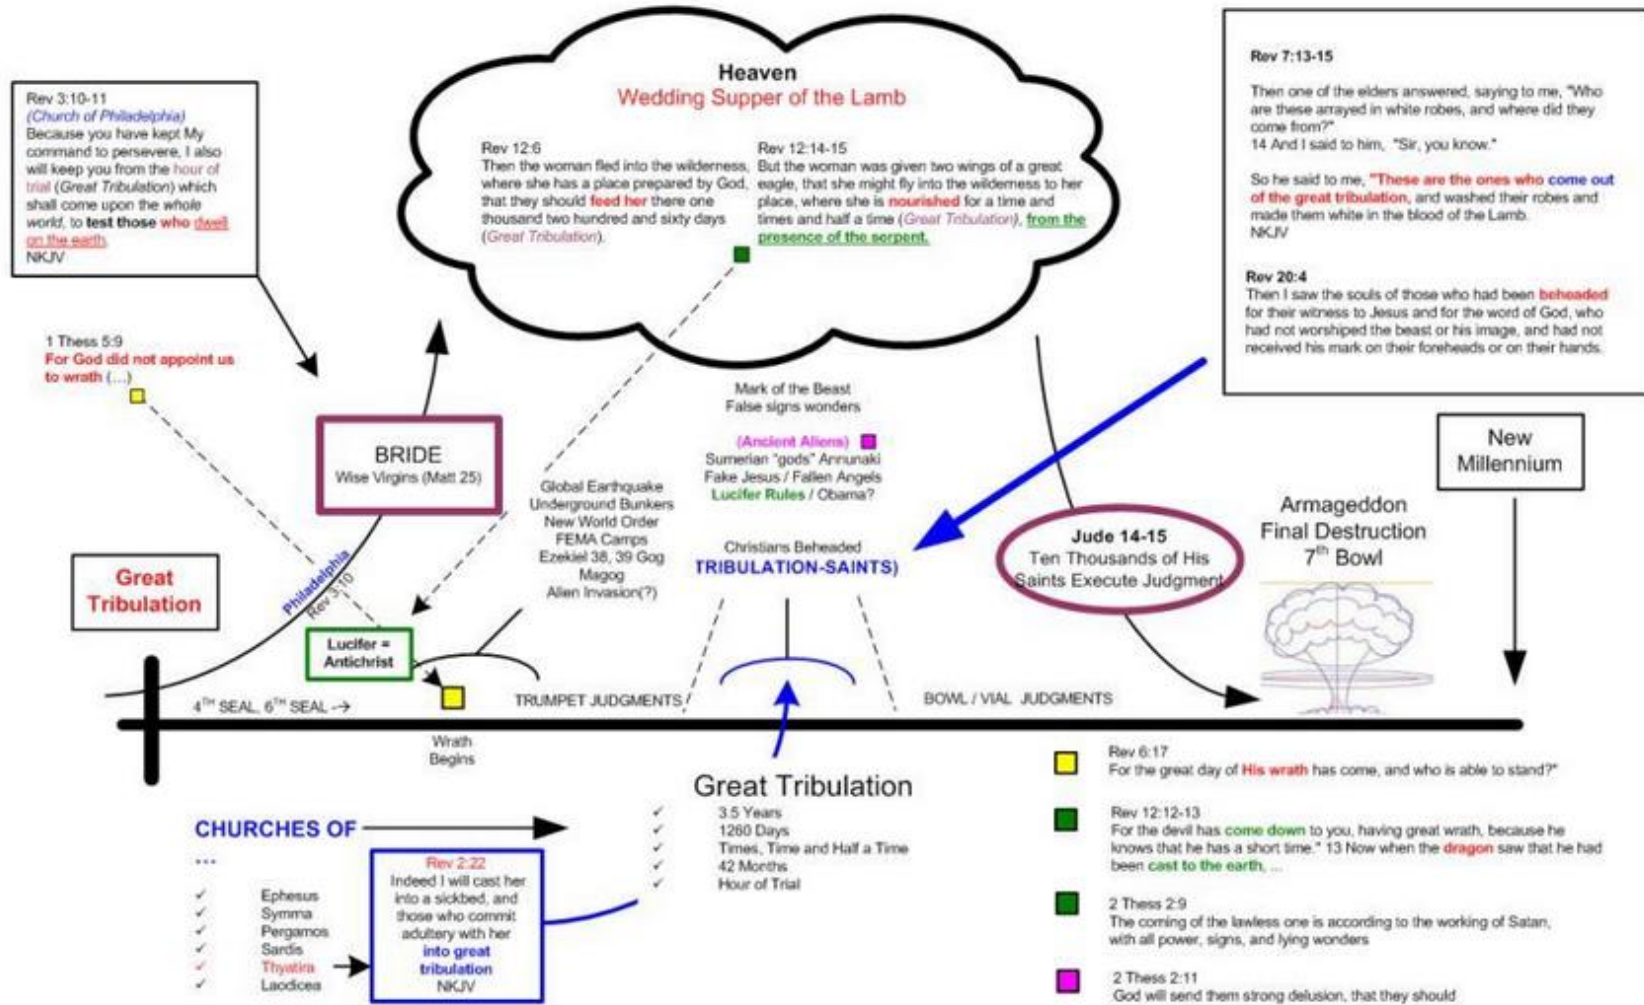 Heaven
Wedding Supper of the Lamb
Rev 12:6
Then the woman fled into the wilderness,
where she has a place prepared by God,
that they should feed her there one
thousand two hundred and sixty days
(Great Tribulation).
Rev 12:14-15
But the woman was given two wings of a great
eagle, that she might fly into the wilderness to her
place, where she is nourished for a time and
times and half a time (Great Tribulation), from the
presence of the serpent.
Rev 3:10-11
(Church of Philadelphia)
Because you have kept My
command to persevere, I also
will keep you from the hour of
trial (Great Tribulation) which
shall come upon the whole
world, to test those who dwell
on the earth.
NKJV
Rev 7:13-15
Then one of the elders answered, saying to me, "Who
are these arrayed in white robes, and where did they
come from?"
14 And I said to him, "Sir, you know."
So he said to me, "These are the ones who come out
of the great tribulation, and washed their robes and
made them white in the blood of the Lamb.
NKJV
Rev 20:4
Then I saw the souls of those who had been beheaded
for their witness to Jesus and for the word of God, who
had not worshiped the beast or his image, and had not
received his mark on their foreheads or on their hands.
1 Thess 5:9
For God did not appoint us
to wrath (...)
BRIDE
Wise Virgins (Matt 25)
Great
Tribulation
Philadelphia
Rev 3:10
Lucifer =
Antichrist
Global Earthquake
Underground Bunkers
New World Order
FEMA Camps
Ezekiel 38, 39 Gog
Magog
Alien Invasion(?)
Mark of the Beast
False signs wonders
(Ancient Aliens)
Sumerian "gods" Annunaki
Fake Jesus / Fallen Angels
Lucifer Rules / Obama?
Christians Beheaded
TRIBULATION-SAINTS)
Jude 14-15
Ten Thousands of His
Saints Execute Judgment
New
Millennium
Armageddon
Final Destruction
7th Bowl
4TH SEAL, 6TH SEAL -→
TRUMPET JUDGMENTS
BOWL / VIAL JUDGMENTS
Wrath
Begins
Great Tribulation
✓ 3.5 Years
✓ 1260 Days
✓ Times, Time and Half a Time
✓ 42 Months
✓ Hour of Trial
CHURCHES OF
...
✓ Ephesus
✓ Symma
✓ Pergamos
✓ Sardis
✓ Thyatira
✓ Laodicea
Rev 2:22
Indeed I will cast her
into a sickbed, and
those who commit
adultery with her
into great
tribulation
NKJV
Rev 6:17
For the great day of His wrath has come, and who is able to stand?"
Rev 12:12-13
For the devil has come down to you, having great wrath, because he
knows that he has a short time." 13 Now when the dragon saw that he had
been cast to the earth, ...
2 Thess 2:9
The coming of the lawless one is according to the working of Satan,
with all power, signs, and lying wonders
2 Thess 2:11
God will send them strong delusion, that they should